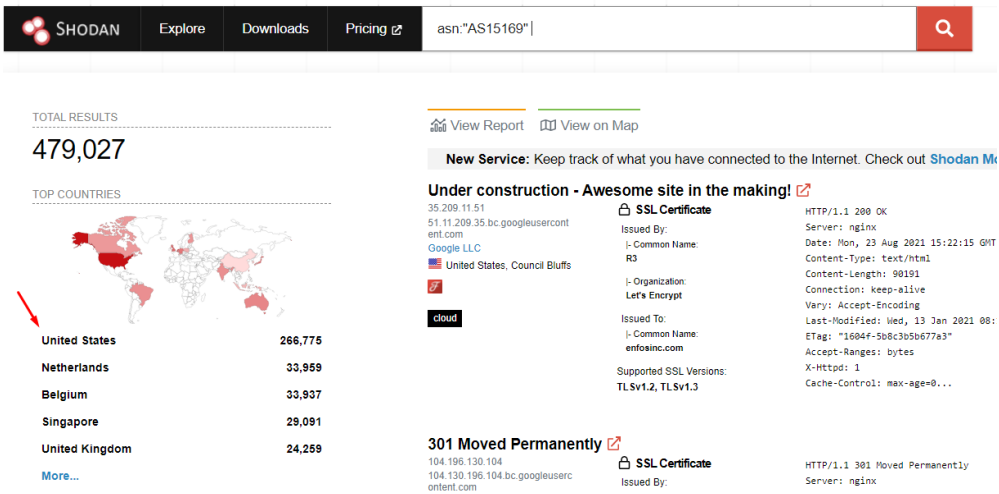 SHODAN Explore Downloads Pricing asn:"AS15169"
TOTAL RESULTS
479,027
TOP COUNTRIES
United States 266,775
Netherlands 33,959
Belgium 33,937
Singapore 29,091
United Kingdom 24,259
More...
View Report View on Map
New Service: Keep track of what you have connected to the Internet. Check out Shodan Mo
Under construction - Awesome site in the making!
35.209.11.51
51.11.209.35.bc.googleusercont
ent.com
Google LLC
United States, Council Bluffs
cloud
SSL Certificate
Issued By:
|- Common Name:
R3
|- Organization:
Let's Encrypt
Issued To:
|- Common Name:
enfosinc.com
Supported SSL Versions:
TLSv1.2, TLSv1.3
HTTP/1.1 200 OK
Server: nginx
Date: Mon, 23 Aug 2021 15:22:15 GMT
Content-Type: text/html
Content-Length: 90191
Connection: keep-alive
Vary: Accept-Encoding
Last-Modified: Wed, 13 Jan 2021 08:
ETag: "1604f-5b8c3b5b677a3"
Accept-Ranges: bytes
X-Httpd: 1
Cache-Control: max-age=0...
301 Moved Permanently
104.196.130.104
104.130.196.104.bc.googleuserc
ontent.com
SSL Certificate
Issued By:
HTTP/1.1 301 Moved Permanently
Server: nginx